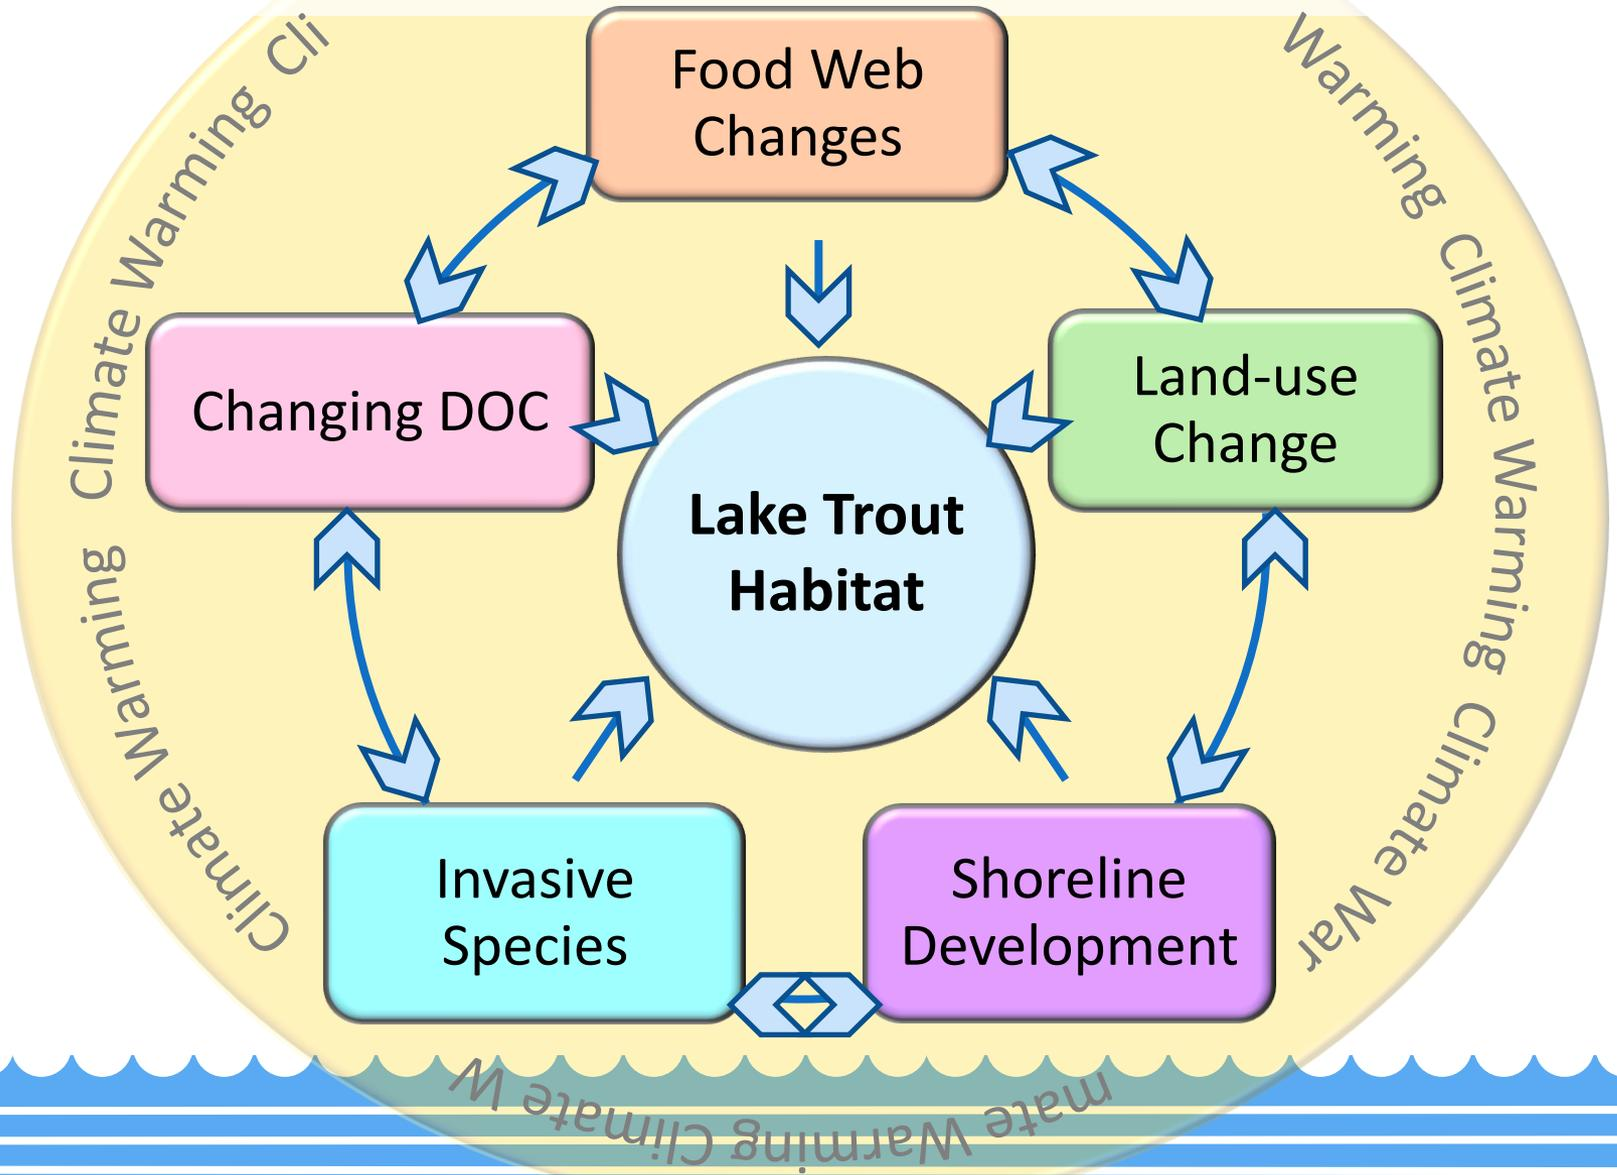 Food Web
Changes
Changing DOC
Land-use
Change
Lake Trout
Habitat
Invasive
Species
Shoreline
Development
Climate Warming Climate Warming Cli
Warming Climate Warming Climate War
mate Warming Climate W